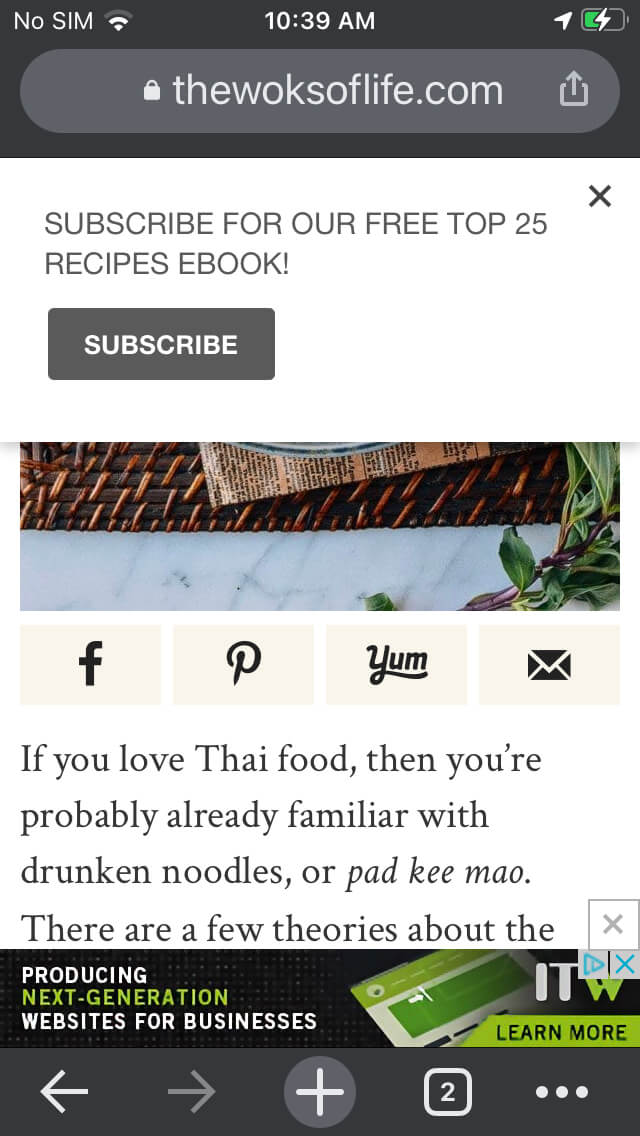 No SIM 10:39 AM
thewoksoflife.com
SUBSCRIBE FOR OUR FREE TOP 25
RECIPES EBOOK!
SUBSCRIBE
f
Yum
If you love Thai food, then you’re
probably already familiar with
drunken noodles, or pad kee mao.
There are a few theories about the
PRODUCING
NEXT-GENERATION
WEBSITES FOR BUSINESSES
ITW
LEARN MORE
2